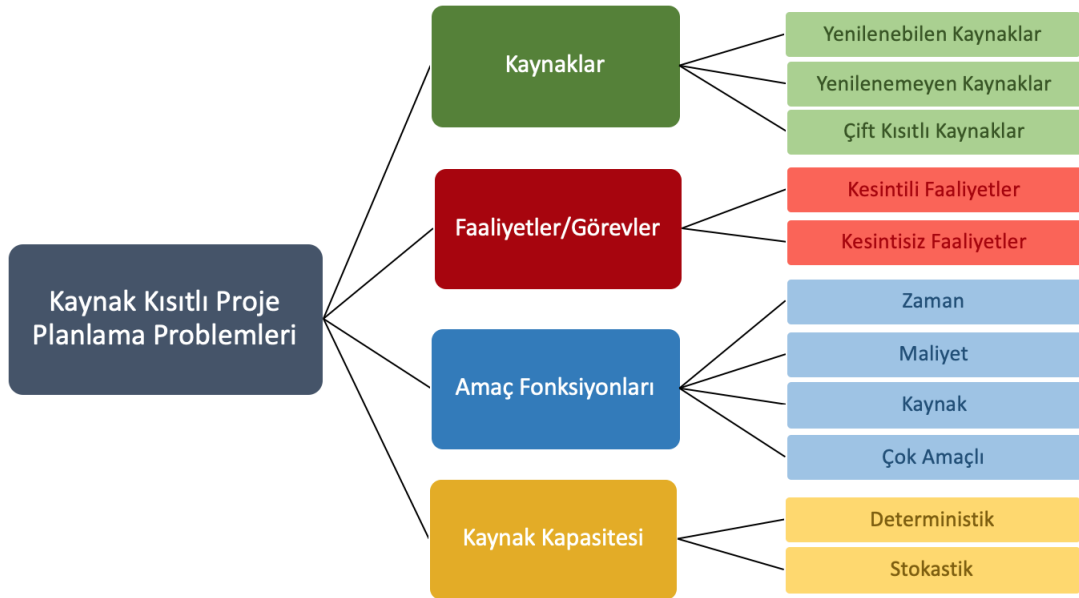 Kaynak Kısıtlı Proje
Planlama Problemleri
Kaynaklar
Yenilenebilen Kaynaklar
Yenilenemeyen Kaynaklar
Çift Kısıtlı Kaynaklar
Faaliyetler/Görevler
Kesintili Faaliyetler
Kesintisiz Faaliyetler
Amaç Fonksiyonları
Zaman
Maliyet
Kaynak
Çok Amaçlı
Kaynak Kapasitesi
Deterministik
Stokastik